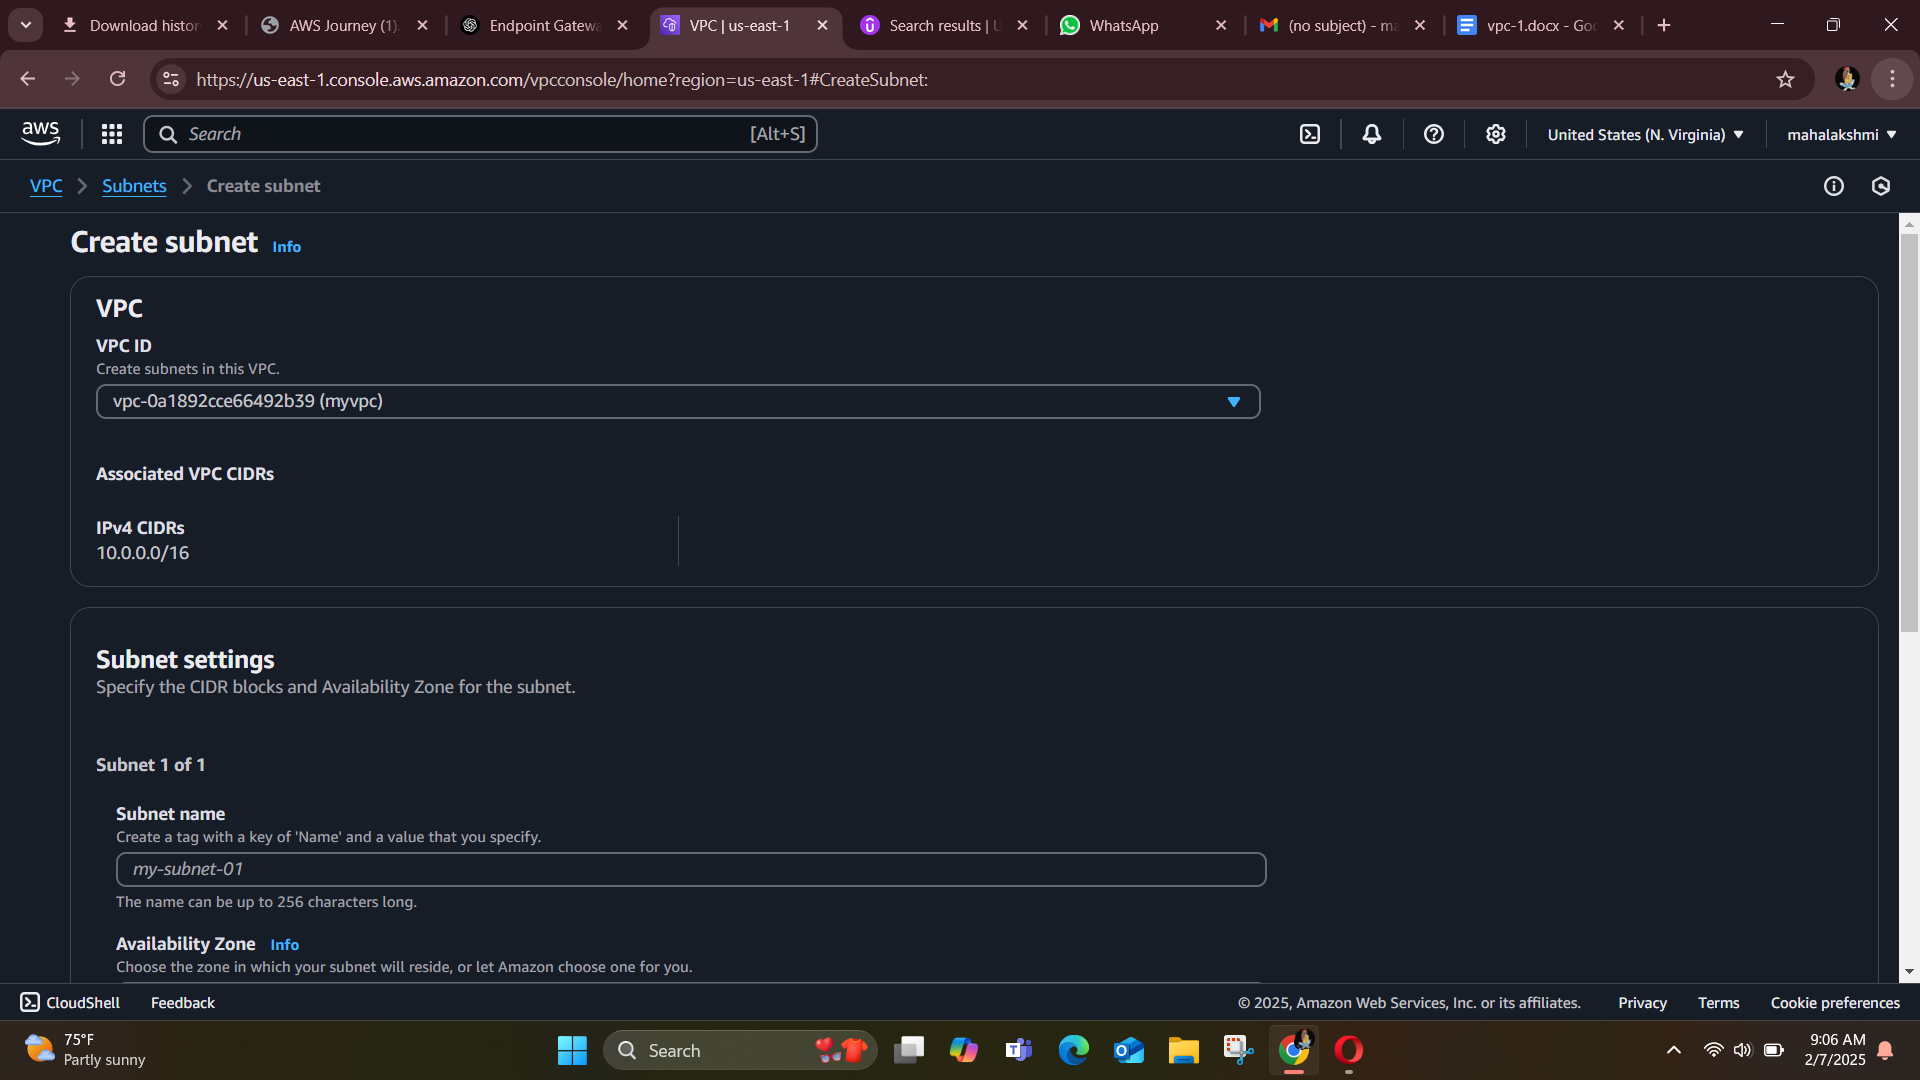 Download histor
AWS Journey (1).
Endpoint Gatewa
VPC | us-east-1
Search results | U
WhatsApp
(no subject) - ma
vpc-1.docx - Goo
https://us-east-1.console.aws.amazon.com/vpcconsole/home?region=us-east-1#CreateSubnet:
aws
Search
[Alt+S]
United States (N. Virginia)
mahalakshmi
VPC
Subnets
Create subnet
Create subnet Info
VPC
VPC ID
Create subnets in this VPC.
vpc-0a1892cce66492b39 (myvpc)
Associated VPC CIDRs
IPv4 CIDRs
10.0.0.0/16
Subnet settings
Specify the CIDR blocks and Availability Zone for the subnet.
Subnet 1 of 1
Subnet name
Create a tag with a key of 'Name' and a value that you specify.
my-subnet-01
The name can be up to 256 characters long.
Availability Zone Info
Choose the zone in which your subnet will reside, or let Amazon choose one for you.
CloudShell
Feedback
© 2025, Amazon Web Services, Inc. or its affiliates.
Privacy
Terms
Cookie preferences
75°F
Partly sunny
Search
9:06 AM
2/7/2025